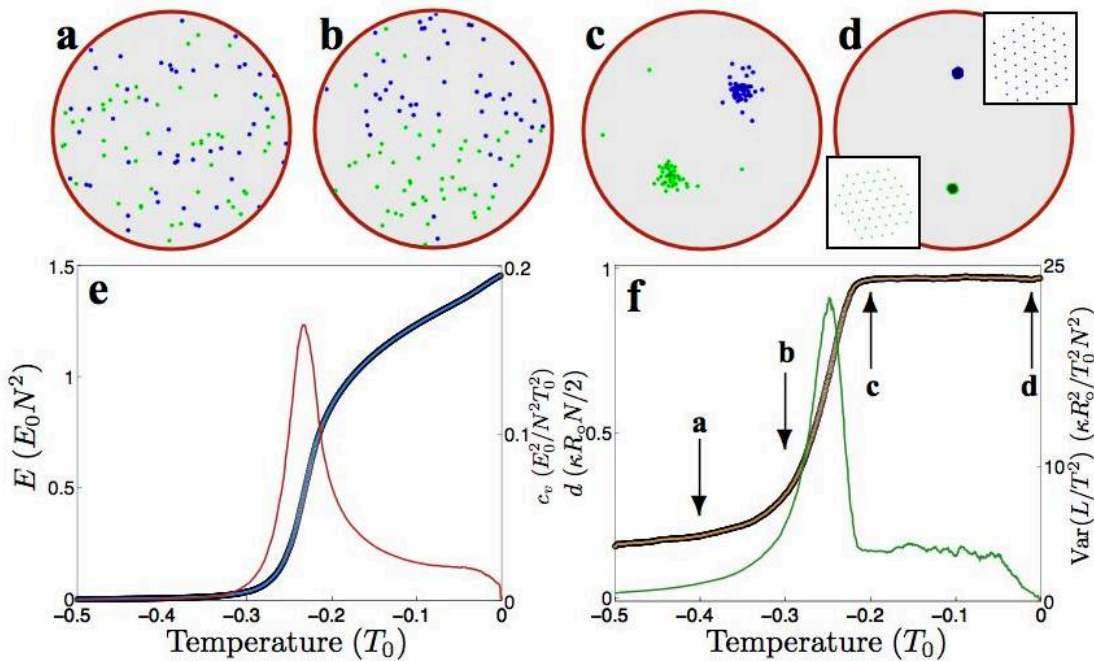 a
b
c
d
e
1.5
1
0.5
0
E (E₀N²)
0.2
0.1
0
c_v (E₀²/N²T₀²)
−0.5 −0.4 −0.3 −0.2 −0.1 0
Temperature (T₀)
f
1
0.5
0
d (κR₀N/2)
a
b
c
d
25
10
0
Var(L/T²) (κR₀²/T₀²N²)
−0.5 −0.4 −0.3 −0.2 −0.1 0
Temperature (T₀)